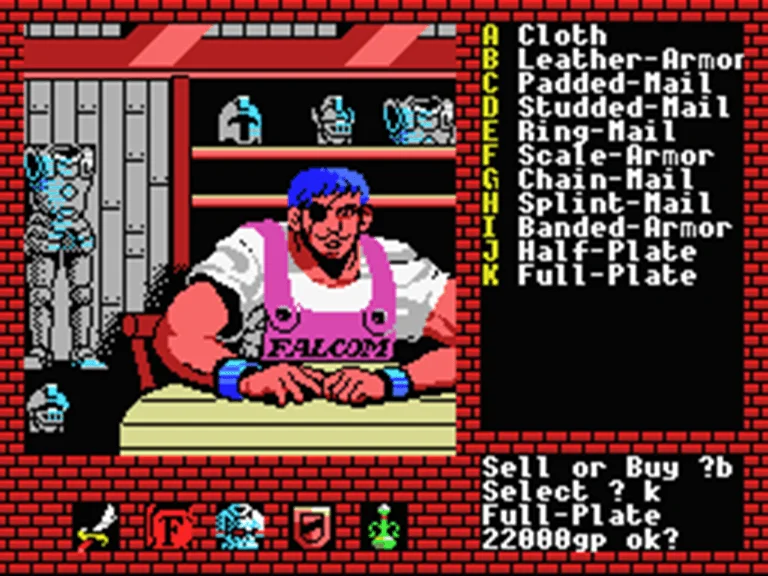 A Cloth
B Leather-Armor
C Padded-Mail
D Studded-Mail
E Ring-Mail
F Scale-Armor
G Chain-Mail
H Splint-Mail
I Banded-Armor
J Half-Plate
K Full-Plate
FALCOM
Sell or Buy ?b
Select ? k
Full-Plate
22000gp ok?
F